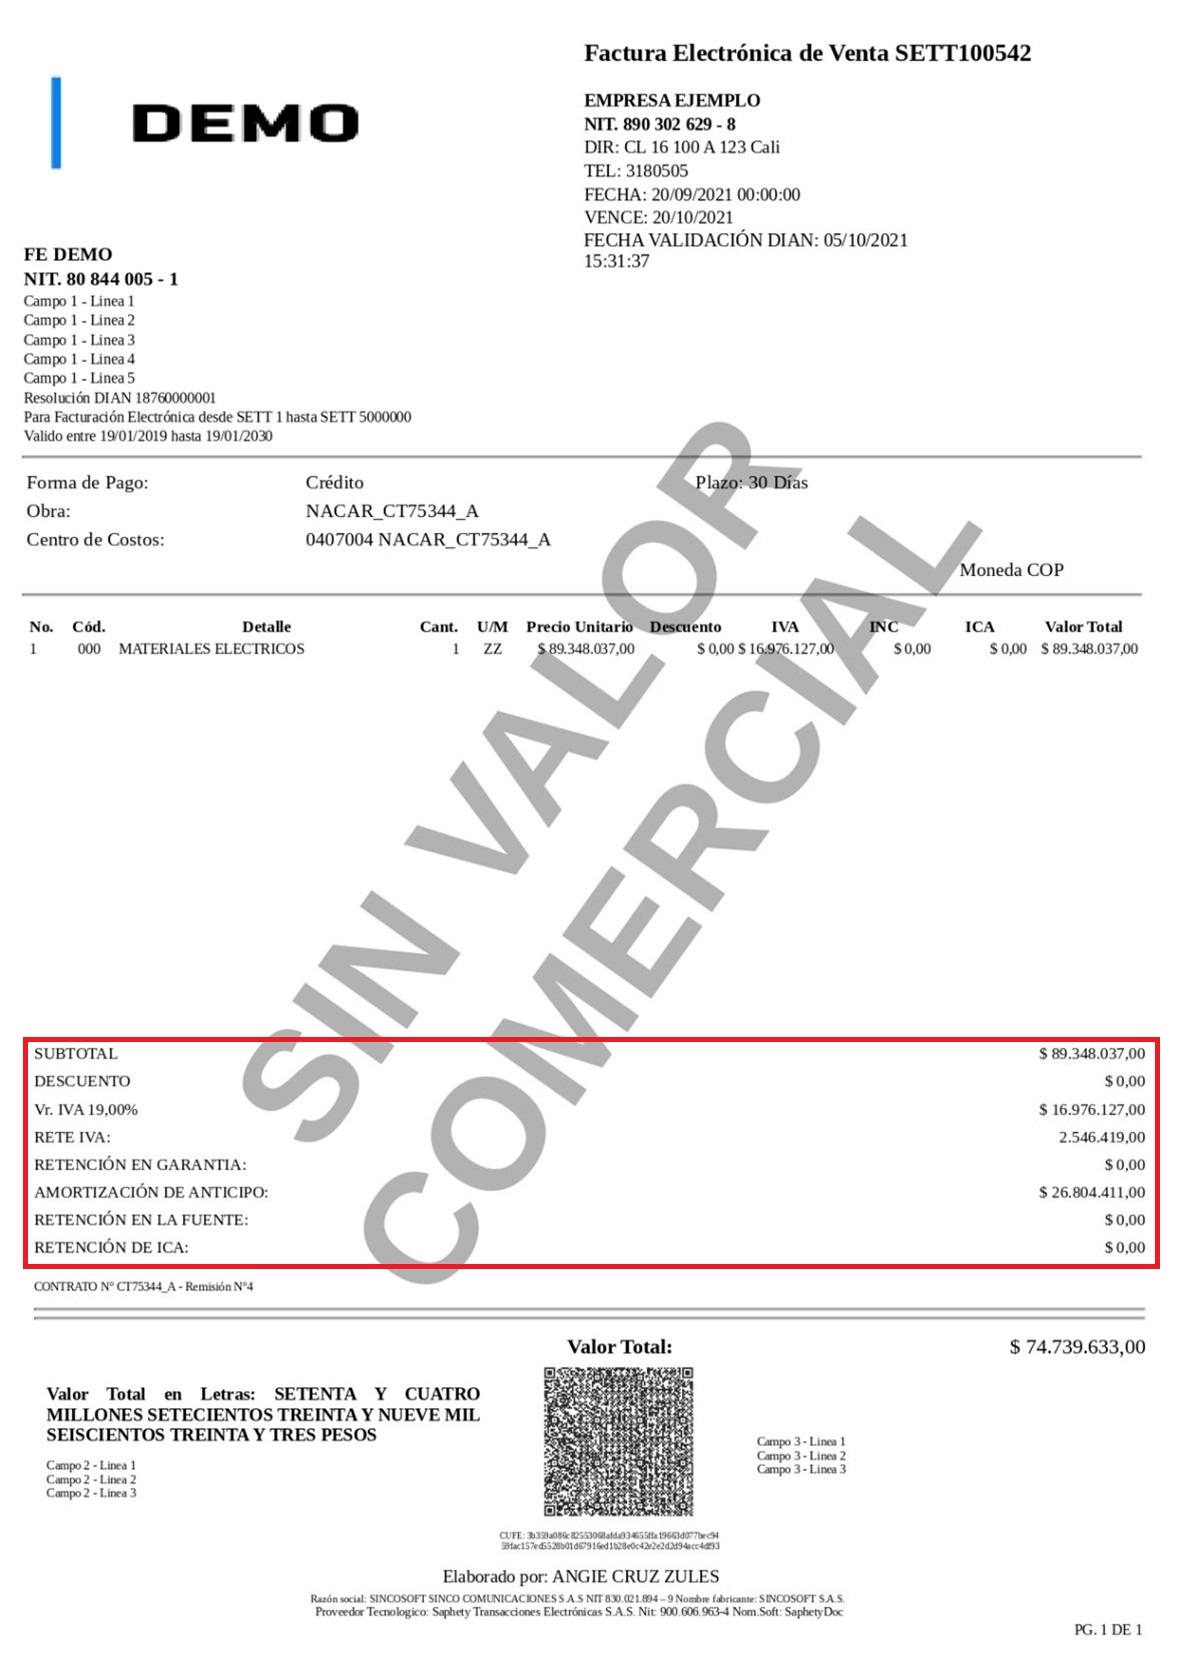 Factura Electrónica de Venta SETT100542
DEMO
EMPRESA EJEMPLO
NIT. 890 302 629 - 8
DIR: CL 16 100 A 123 Cali
TEL: 3180505
FECHA: 20/09/2021 00:00:00
VENCE: 20/10/2021
FECHA VALIDACIÓN DIAN: 05/10/2021
15:31:37
FE DEMO
NIT. 80 844 005 - 1
Campo 1 - Linea 1
Campo 1 - Linea 2
Campo 1 - Linea 3
Campo 1 - Linea 4
Campo 1 - Linea 5
Resolución DIAN 18760000001
Para Facturación Electrónica desde SETT 1 hasta SETT 5000000
Valido entre 19/01/2019 hasta 19/01/2030
Forma de Pago: Crédito Plazo: 30 Días
Obra: NACAR_CT75344_A
Centro de Costos: 0407004 NACAR_CT75344_A
Moneda COP
No. Cód. Detalle Cant. U/M Precio Unitario Descuento IVA INC ICA Valor Total
1 000 MATERIALES ELECTRICOS 1 ZZ $ 89.348.037,00 $ 0,00 $ 16.976.127,00 $ 0,00 $ 0,00 $ 89.348.037,00
SIN VALOR
COMERCIAL
SUBTOTAL $ 89.348.037,00
DESCUENTO $ 0,00
Vr. IVA 19,00% $ 16.976.127,00
RETE IVA: 2.546.419,00
RETENCIÓN EN GARANTIA: $ 0,00
AMORTIZACIÓN DE ANTICIPO: $ 26.804.411,00
RETENCIÓN EN LA FUENTE: $ 0,00
RETENCIÓN DE ICA: $ 0,00
CONTRATO N° CT75344_A - Remisión N°4
Valor Total: $ 74.739.633,00
Valor Total en Letras: SETENTA Y CUATRO
MILLONES SETECIENTOS TREINTA Y NUEVE MIL
SEISCIENTOS TREINTA Y TRES PESOS
Campo 2 - Linea 1
Campo 2 - Linea 2
Campo 2 - Linea 3
Campo 3 - Linea 1
Campo 3 - Linea 2
Campo 3 - Linea 3
CUFE:
Elaborado por: ANGIE CRUZ ZULES
Razón social: SINCOSOFT SINCO COMUNICACIONES S.A.S NIT 830.021.894 – 9 Nombre fabricante: SINCOSOFT S.A.S.
Proveedor Tecnologico: Saphety Transacciones Electrónicas S.A.S. Nit: 900.606.963-4 Nom.Soft: SaphetyDoc
PG. 1 DE 1